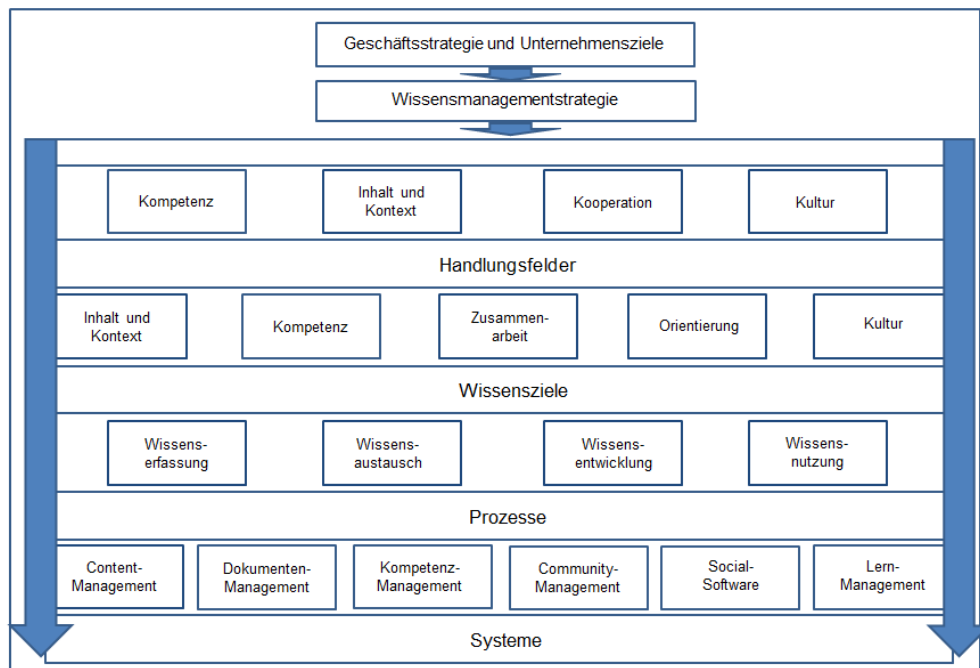 Geschäftsstrategie und Unternehmensziele
Wissensmanagementstrategie
Kompetenz
Inhalt und
Kontext
Kooperation
Kultur
Handlungsfelder
Inhalt und
Kontext
Kompetenz
Zusammen-
arbeit
Orientierung
Kultur
Wissensziele
Wissens-
erfassung
Wissens-
austausch
Wissens-
entwicklung
Wissens-
nutzung
Prozesse
Content-
Management
Dokumenten-
Management
Kompetenz-
Management
Community-
Management
Social-
Software
Lern-
Management
Systeme